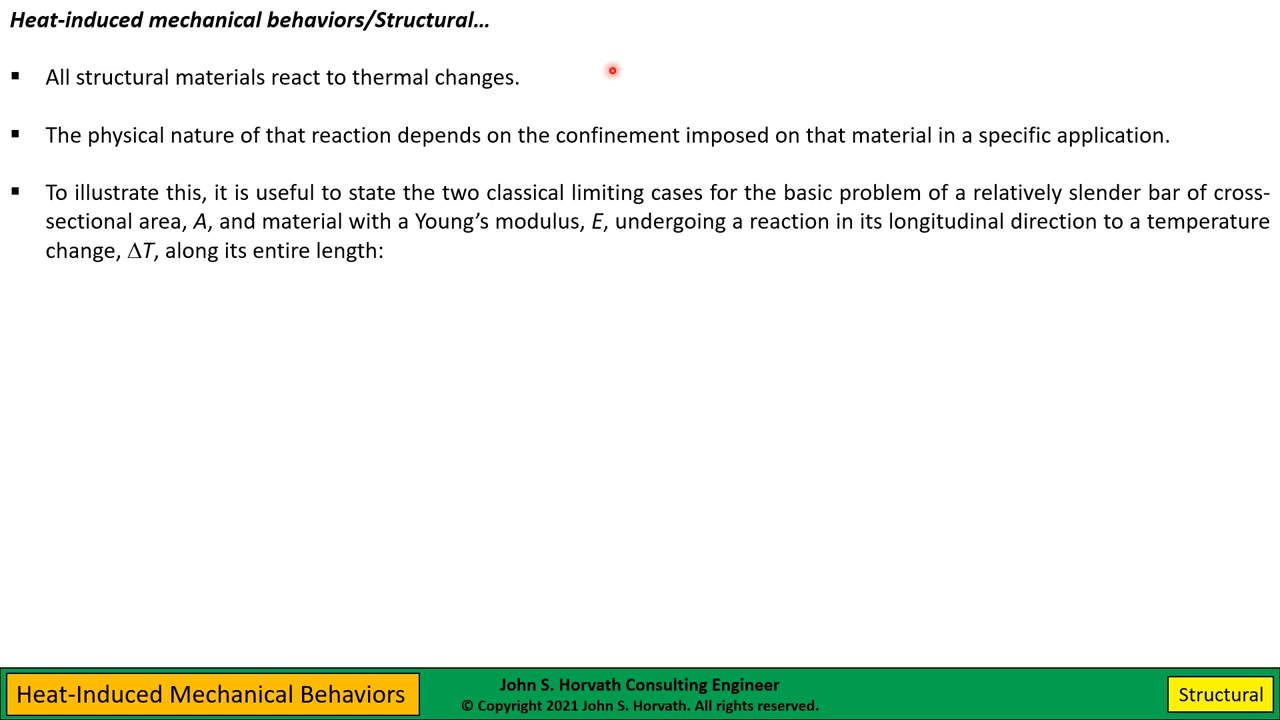 Heat-induced mechanical behaviors/Structural…
▪ All structural materials react to thermal changes.
▪ The physical nature of that reaction depends on the confinement imposed on that material in a specific application.
▪ To illustrate this, it is useful to state the two classical limiting cases for the basic problem of a relatively slender bar of cross-
sectional area, A, and material with a Young’s modulus, E, undergoing a reaction in its longitudinal direction to a temperature
change, ΔT, along its entire length:
Heat-Induced Mechanical Behaviors
John S. Horvath Consulting Engineer
© Copyright 2021 John S. Horvath. All rights reserved.
Structural